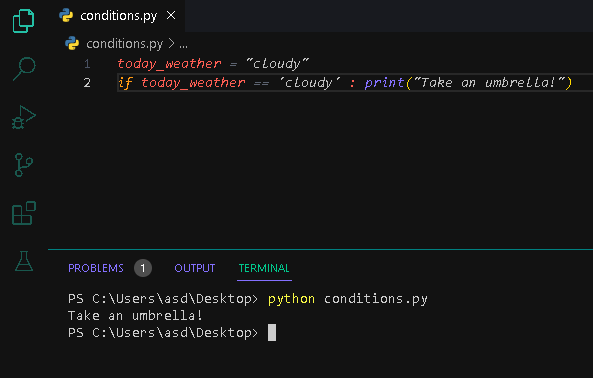 conditions.py
conditions.py > ...
1 today_weather = "cloudy"
2 if today_weather == 'cloudy' : print("Take an umbrella!")
PROBLEMS 1 OUTPUT TERMINAL
PS C:\Users\asd\Desktop> python conditions.py
Take an umbrella!
PS C:\Users\asd\Desktop>